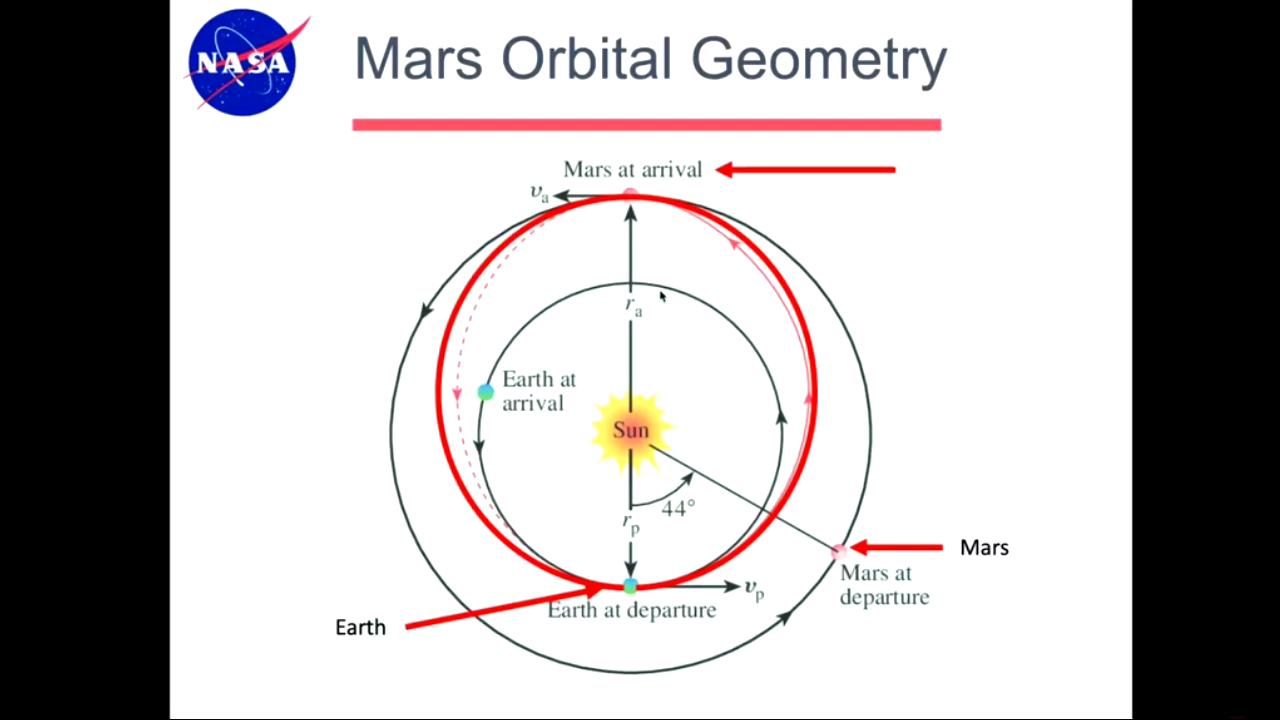 NASA
Mars Orbital Geometry
Mars at arrival
va
ra
Earth at
arrival
Sun
44°
rp
Mars
Mars at
departure
vp
Earth at departure
Earth